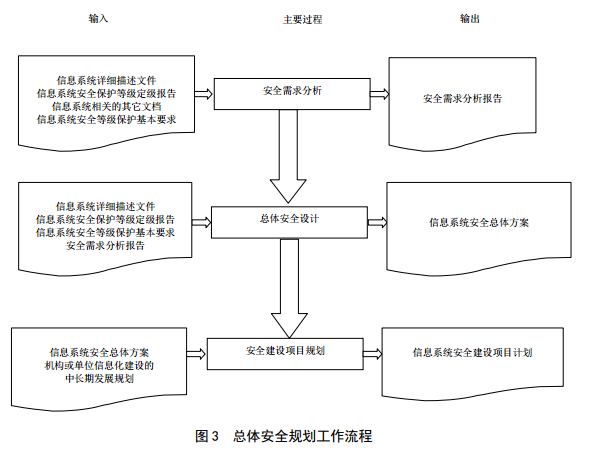 输入
主要过程
输出
信息系统详细描述文件
信息系统安全保护等级定级报告
信息系统相关的其它文档
信息系统安全等级保护基本要求
安全需求分析
安全需求分析报告
信息系统详细描述文件
信息系统安全保护等级定级报告
信息系统安全等级保护基本要求
安全需求分析报告
总体安全设计
信息系统安全总体方案
信息系统安全总体方案
机构或单位信息化建设的
中长期发展规划
安全建设项目规划
信息系统安全建设项目计划
图 3 总体安全规划工作流程